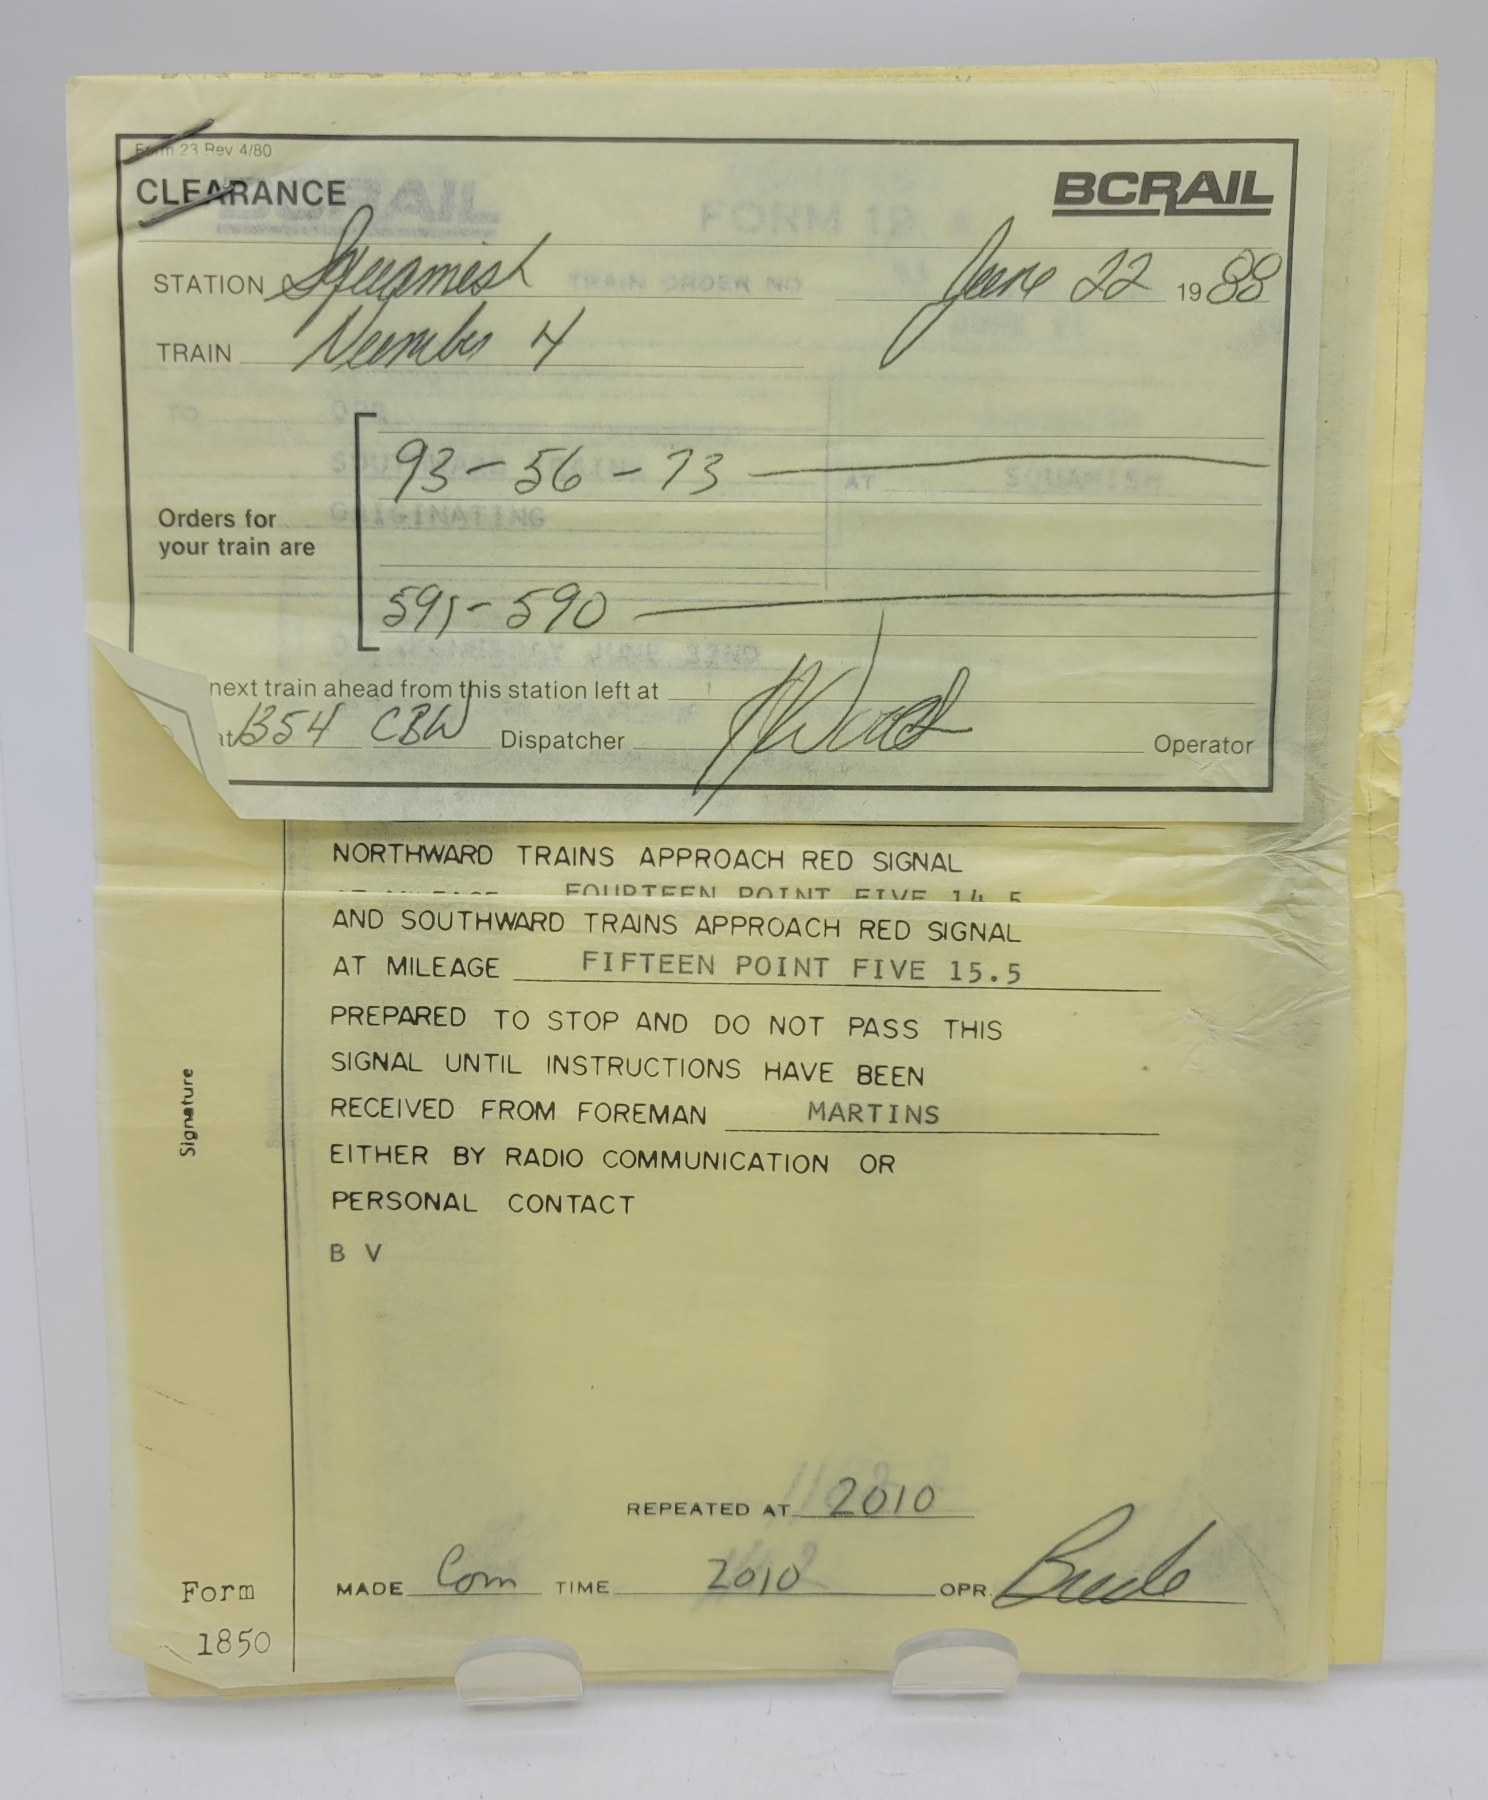 Form 23 Rev 4/80
CLEARANCE
BCRAIL
STATION Squamish June 22 1988
TRAIN Number 4
93-56-73
Orders for
your train are
591-590
next train ahead from this station left at
at 1354 CBW Dispatcher Operator
NORTHWARD TRAINS APPROACH RED SIGNAL
AT MILEAGE FOURTEEN POINT FIVE 14.5
AND SOUTHWARD TRAINS APPROACH RED SIGNAL
AT MILEAGE FIFTEEN POINT FIVE 15.5
PREPARED TO STOP AND DO NOT PASS THIS
SIGNAL UNTIL INSTRUCTIONS HAVE BEEN
RECEIVED FROM FOREMAN MARTINS
EITHER BY RADIO COMMUNICATION OR
PERSONAL CONTACT
B V
Signature
REPEATED AT 2010
MADE Com TIME 2010 OPR.
Form
1850